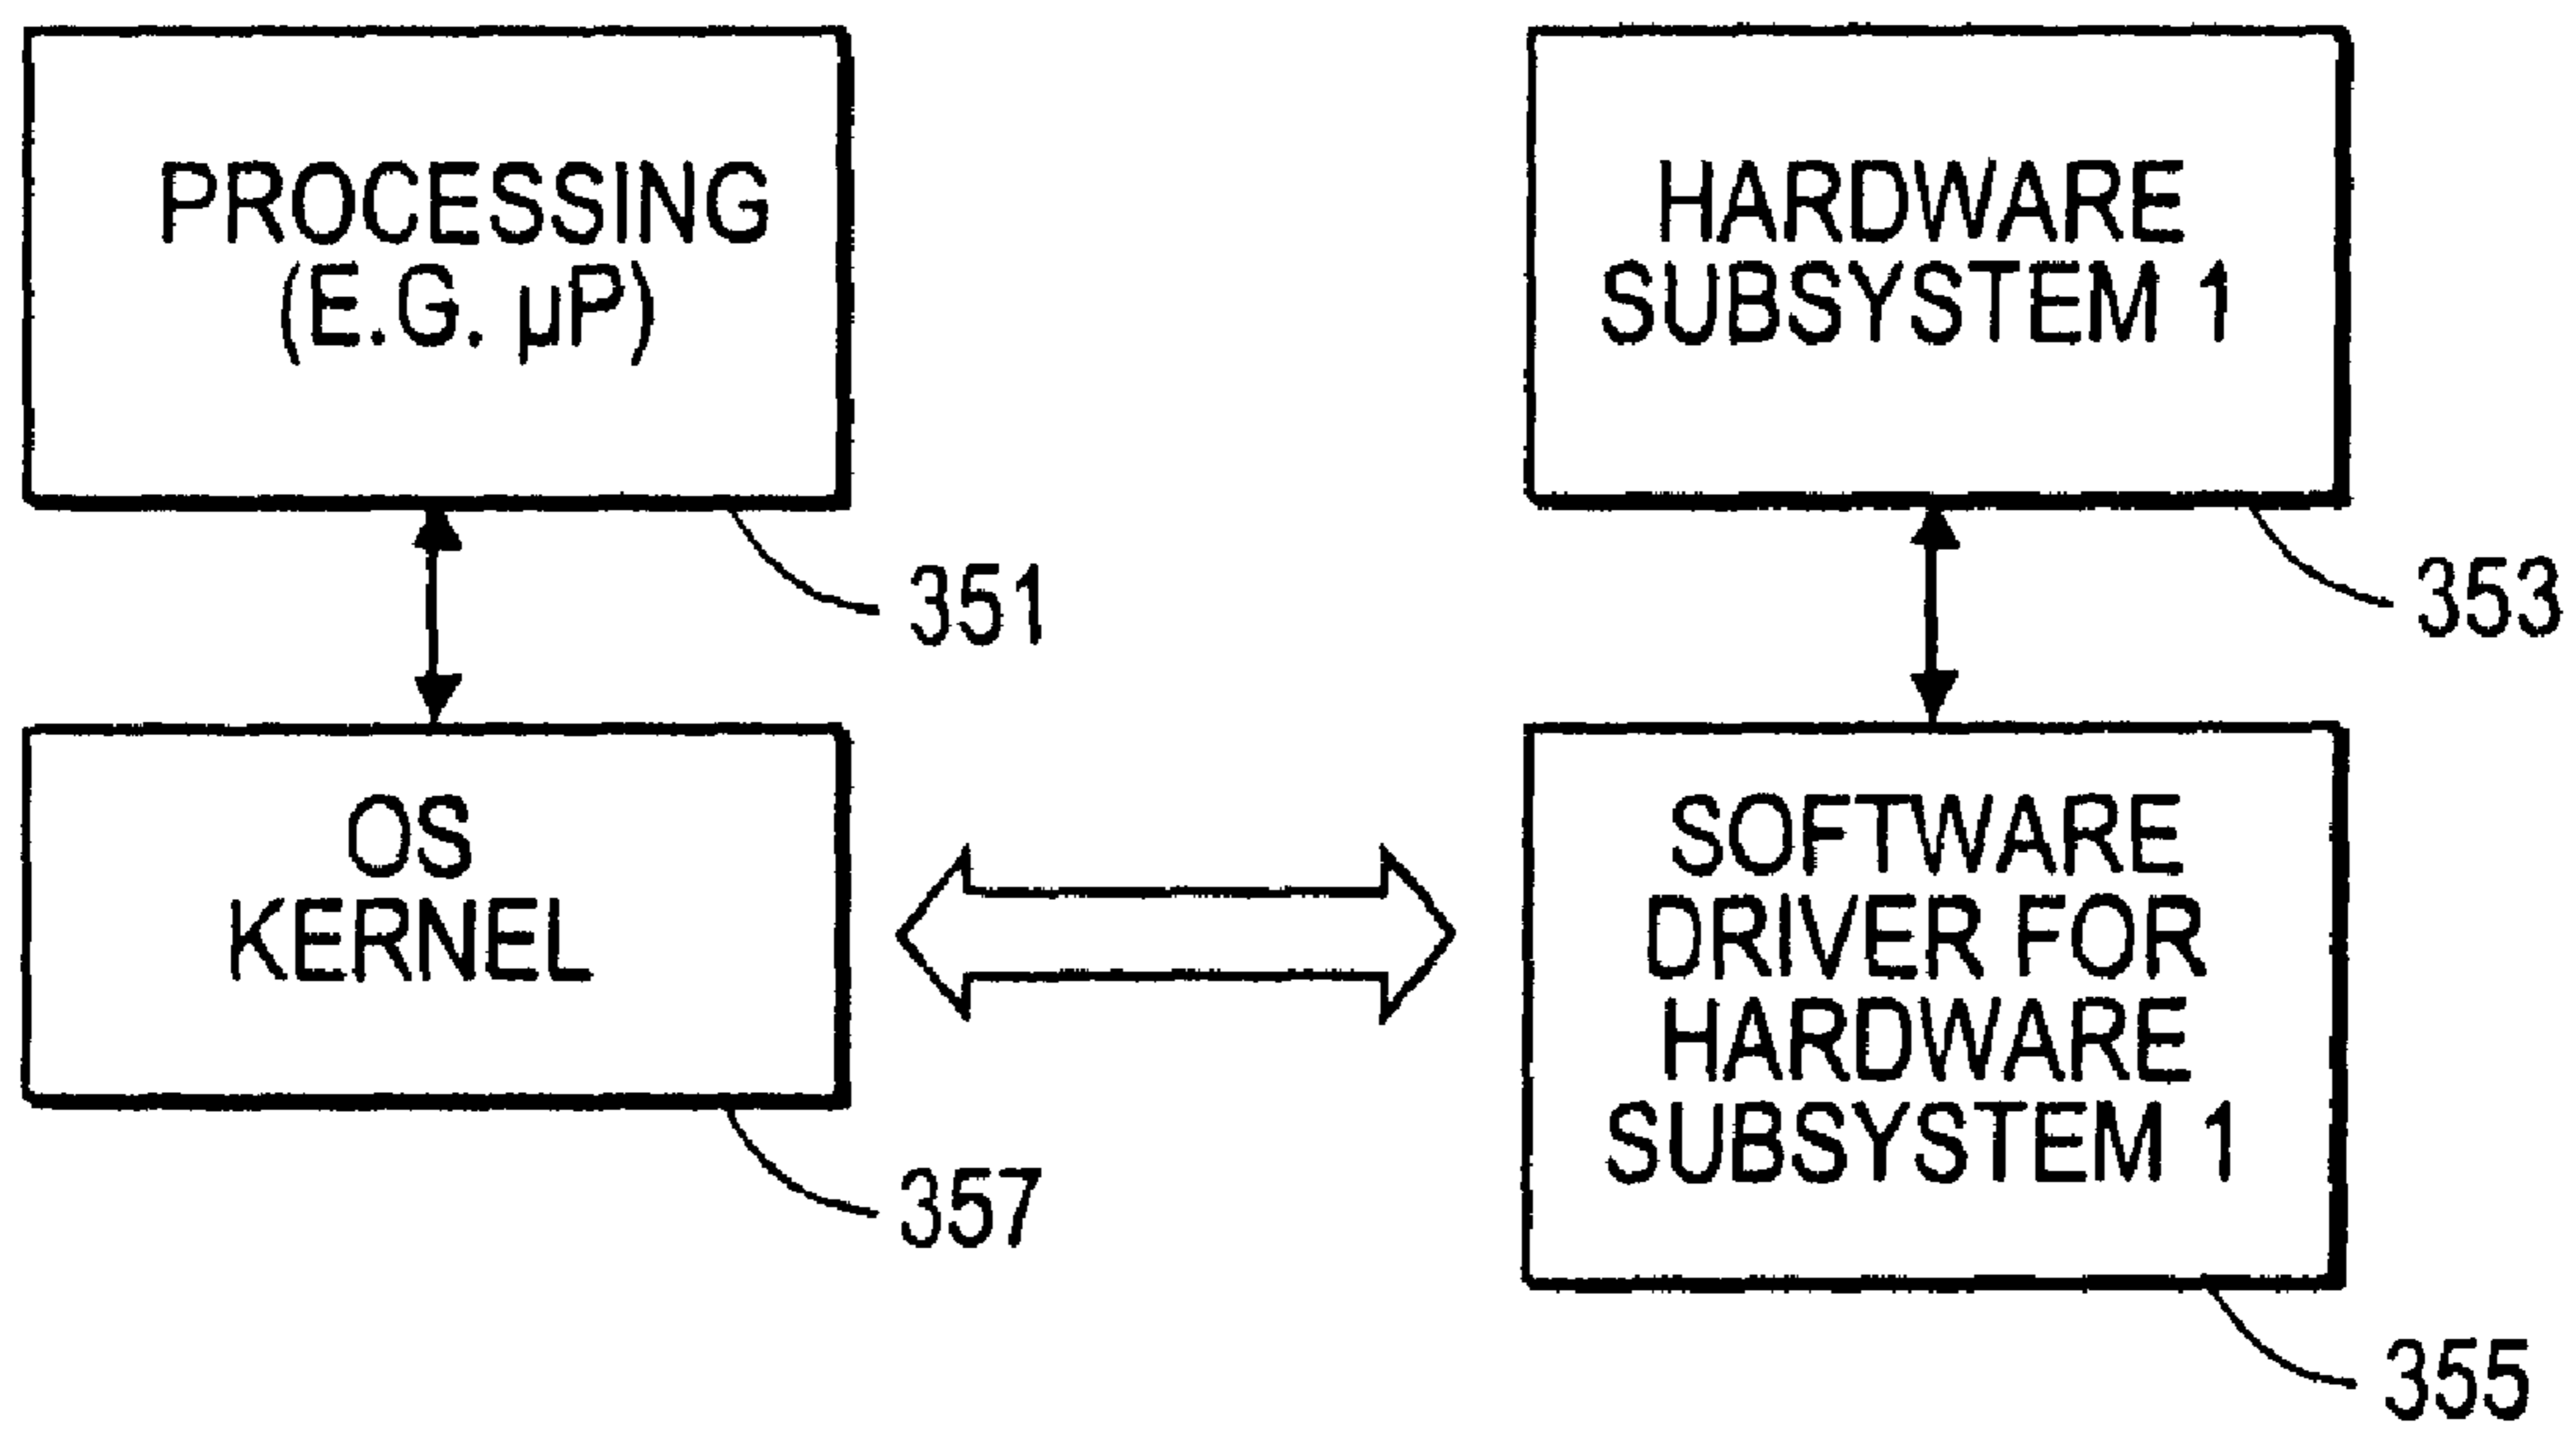 PROCESSING
(E.G. µP)
351
HARDWARE
SUBSYSTEM 1
353
OS
KERNEL
357
SOFTWARE
DRIVER FOR
HARDWARE
SUBSYSTEM 1
355